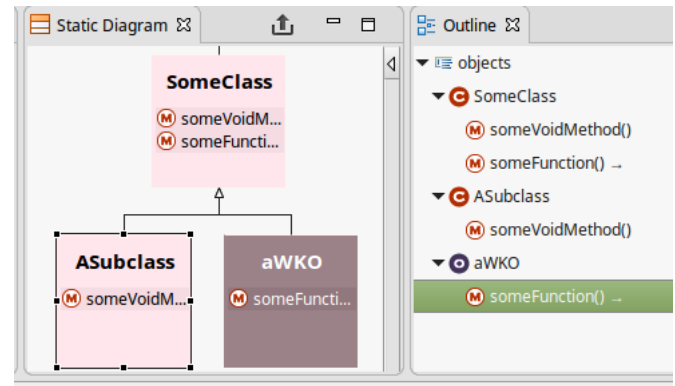 Static Diagram
SomeClass
M someVoidM...
M someFuncti...
ASubclass
M someVoidM...
aWKO
M someFuncti...
Outline
objects
C SomeClass
M someVoidMethod()
M someFunction() →
C ASubclass
M someVoidMethod()
O aWKO
M someFunction() →